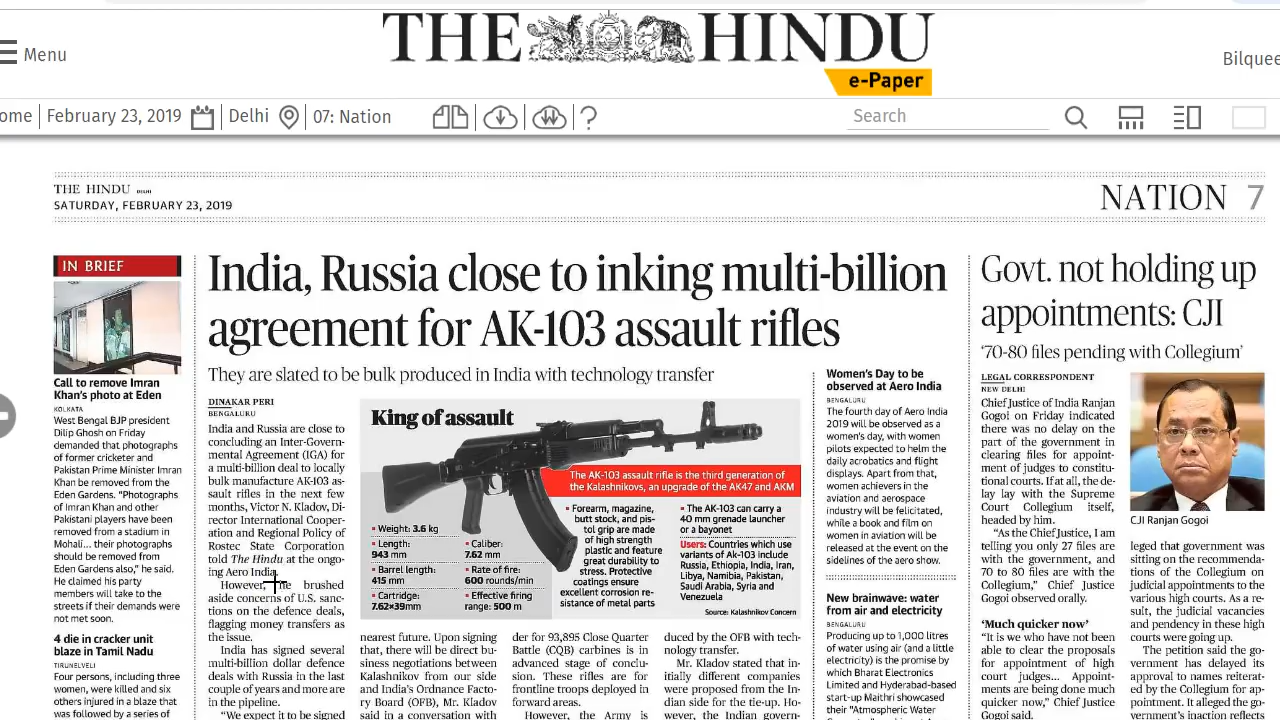 THE HINDU
e-Paper
Menu
Bilquee
ome
February 23, 2019
Delhi
07: Nation
?
Search
THE HINDU DELHI
SATURDAY, FEBRUARY 23, 2019
NATION 7
IN BRIEF
Call to remove Imran
Khan's photo at Eden
KOLKATA
West Bengal BJP president
Dilip Ghosh on Friday
demanded that photographs
of former cricketer and
Pakistan Prime Minister Imran
Khan be removed from the
Eden Gardens. "Photographs
of Imran Khan and other
Pakistani players have been
removed from a stadium in
Mohali... their photographs
should be removed from
Eden Gardens also," he said.
He claimed his party
members will take to the
streets if their demands were
not met soon.
4 die in cracker unit
blaze in Tamil Nadu
TIRUNELVELI
Four persons, including three
women, were killed and six
others injured in a blaze that
was followed by a series of
India, Russia close to inking multi-billion
agreement for AK-103 assault rifles
They are slated to be bulk produced in India with technology transfer
DINAKAR PERI
BENGALURU
India and Russia are close to
concluding an Inter-Govern-
mental Agreement (IGA) for
a multi-billion deal to locally
bulk manufacture AK-103 as-
sault rifles in the next few
months, Victor N. Kladov, Di-
rector International Cooper-
ation and Regional Policy of
Rostec State Corporation
told The Hindu at the ongo-
ing Aero India.
However, he brushed
aside concerns of U.S. sanc-
tions on the defence deals,
flagging money transfers as
the issue.
India has signed several
multi-billion dollar defence
deals with Russia in the last
couple of years and more are
in the pipeline.
"We expect it to be signed
King of assault
The AK-103 assault rifle is the third generation of
the Kalashnikovs, an upgrade of the AK47 and AKM
Weight: 3.6 kg
Length:
943 mm
Barrel length:
415 mm
Cartridge:
7.62×39mm
Caliber:
7.62 mm
Rate of fire:
600 rounds/min
Effective firing
range: 500 m
Forearm, magazine,
butt stock, and pis-
tol grip are made
of high strength
plastic and feature
great durability to
stress. Protective
coatings ensure
excellent corrosion re-
sistance of metal parts
The AK-103 can carry a
40 mm grenade launcher
or a bayonet
Users: Countries which use
variants of Ak-103 include
Russia, Ethiopia, India, Iran,
Libya, Namibia, Pakistan,
Saudi Arabia, Syria and
Venezuela
Source: Kalashnikov Concern
nearest future. Upon signing
that, there will be direct bu-
siness negotiations between
Kalashnikov from our side
and India's Ordnance Facto-
ry Board (OFB), Mr. Kladov
said in a conversation with
der for 93,895 Close Quarter
Battle (CQB) carbines is in
advanced stage of conclu-
sion. These rifles are for
frontline troops deployed in
forward areas.
However, the Army is
duced by the OFB with tech-
nology transfer.
Mr. Kladov stated that in-
itially different companies
were proposed from the In-
dian side for the tie-up. Ho-
wever, the Indian govern-
Women's Day to be
observed at Aero India
BENGALURU
The fourth day of Aero India
2019 will be observed as a
women's day, with women
pilots expected to helm the
daily acrobatics and flight
displays. Apart from that,
women achievers in the
aviation and aerospace
industry will be felicitated,
while a book and film on
women in aviation will be
released at the event on the
sidelines of the aero show.
New brainwave: water
from air and electricity
BENGALURU
Producing up to 1,000 litres
of water using air (and a little
electricity) is the promise by
which Bharat Electronics
Limited and Hyderabad-based
start-up Maithri showcased
their "Atmospheric Water
Govt. not holding up
appointments: CJI
'70-80 files pending with Collegium'
LEGAL CORRESPONDENT
NEW DELHI
Chief Justice of India Ranjan
Gogoi on Friday indicated
there was no delay on the
part of the government in
clearing files for appoint-
ment of judges to constitu-
tional courts. If at all, the de-
lay lay with the Supreme
Court Collegium itself,
headed by him.
"As the Chief Justice, I am
telling you only 27 files are
with the government, and
70 to 80 files are with the
Collegium," Chief Justice
Gogoi observed orally.
'Much quicker now'
"It is we who have not been
able to clear the proposals
for appointment of high
court judges... Appoint-
ments are being done much
quicker now," Chief Justice
Gogoi said.
CJI Ranjan Gogoi
leged that government was
sitting on the recommenda-
tions of the Collegium on
Judicial appointments to the
various high courts. As a re-
sult, the judicial vacancies
and pendency in these high
courts were going up.
The petition said the go-
vernment has delayed its
approval to names reiterat-
ed by the Collegium for ap-
pointment. It alleged the go-